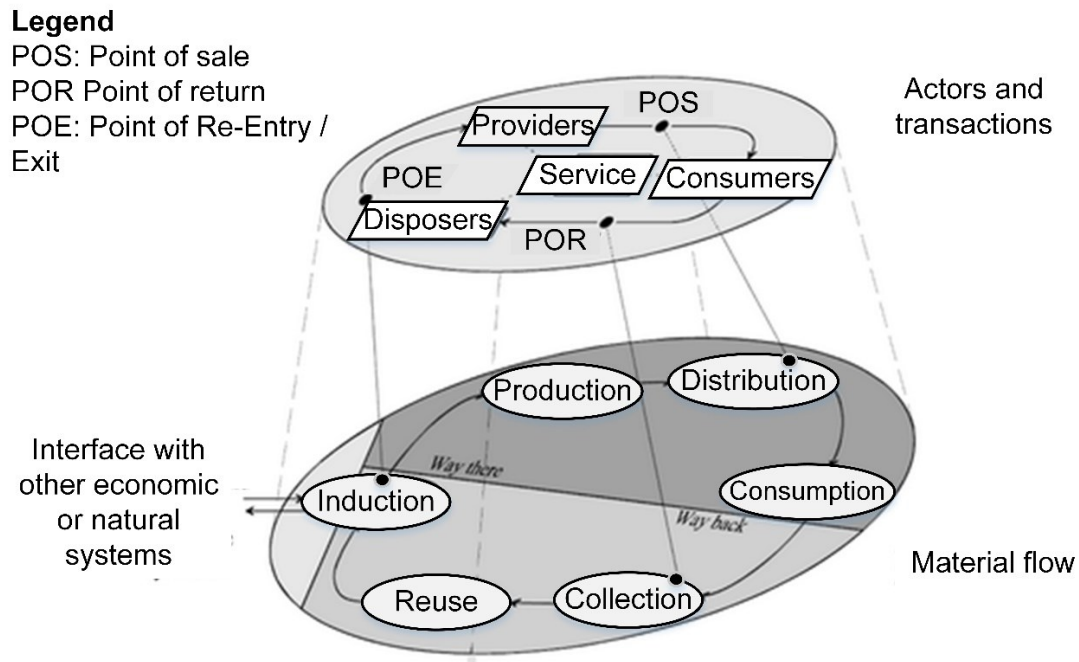 Legend
POS: Point of sale
POR Point of return
POE: Point of Re-Entry /
Exit
Actors and
transactions
POS
Providers
Service
Consumers
POE
Disposers
POR
Production
Distribution
Way there
Interface with
other economic
or natural
systems
Induction
Consumption
Way back
Material flow
Reuse
Collection